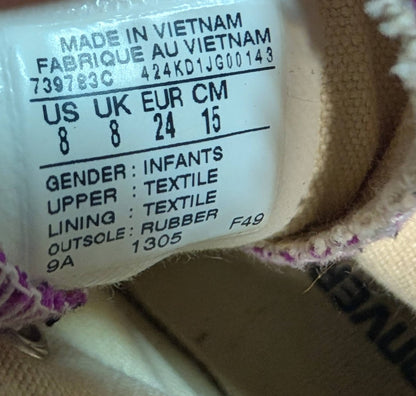 MADE IN VIETNAM
FABRIQUE AU VIETNAM
739783C 424KD1JG00143
US UK EUR CM
8 8 24 15
GENDER : INFANTS
UPPER : TEXTILE
LINING : TEXTILE
OUTSOLE: RUBBER
9A 1305 F49